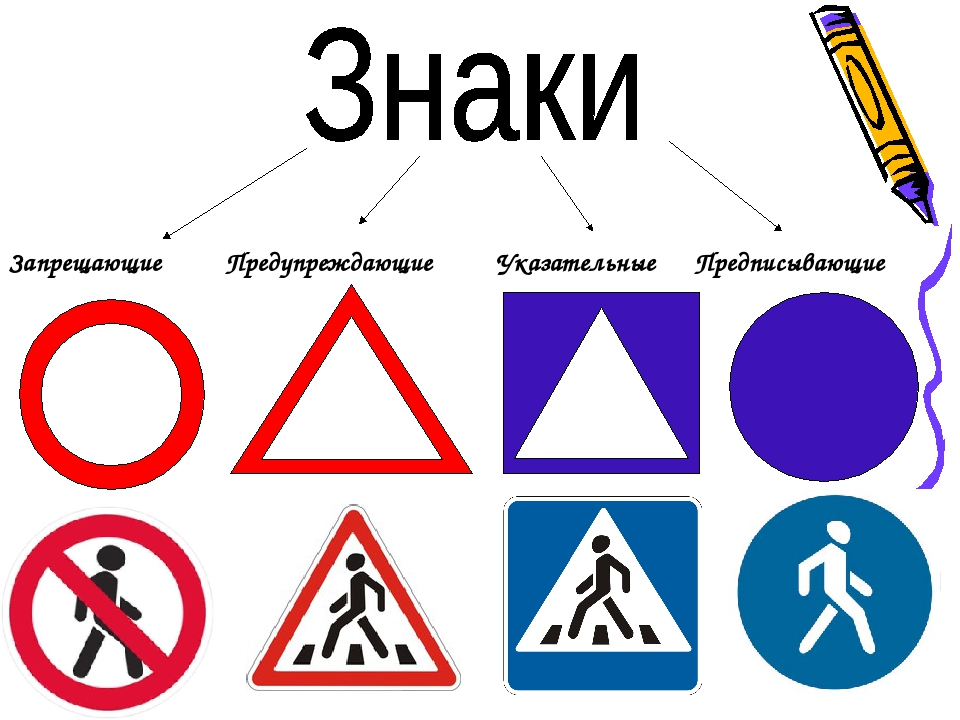 Знаки
Запрещающие Предупреждающие Указательные Предписывающие